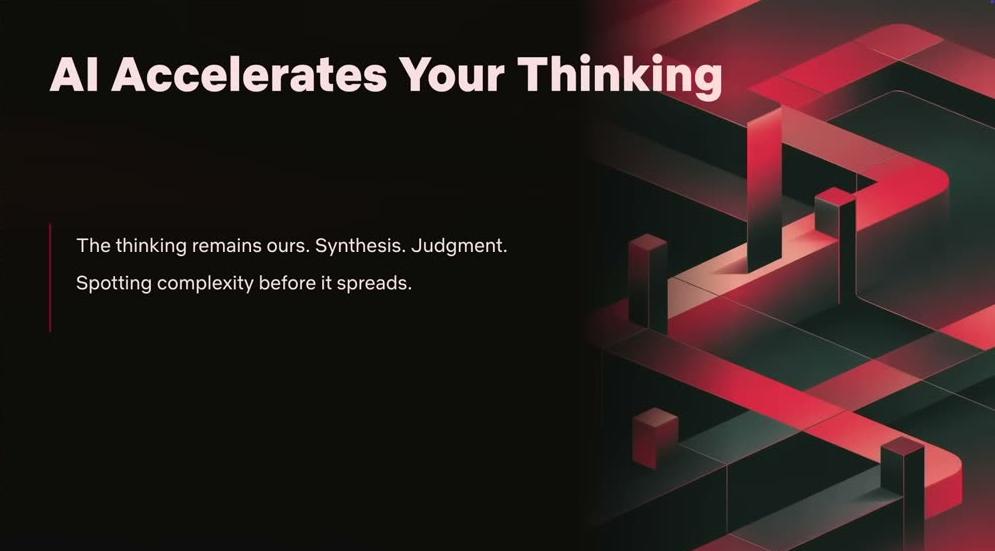 AI Accelerates Your Thinking
The thinking remains ours. Synthesis. Judgment.
Spotting complexity before it spreads.